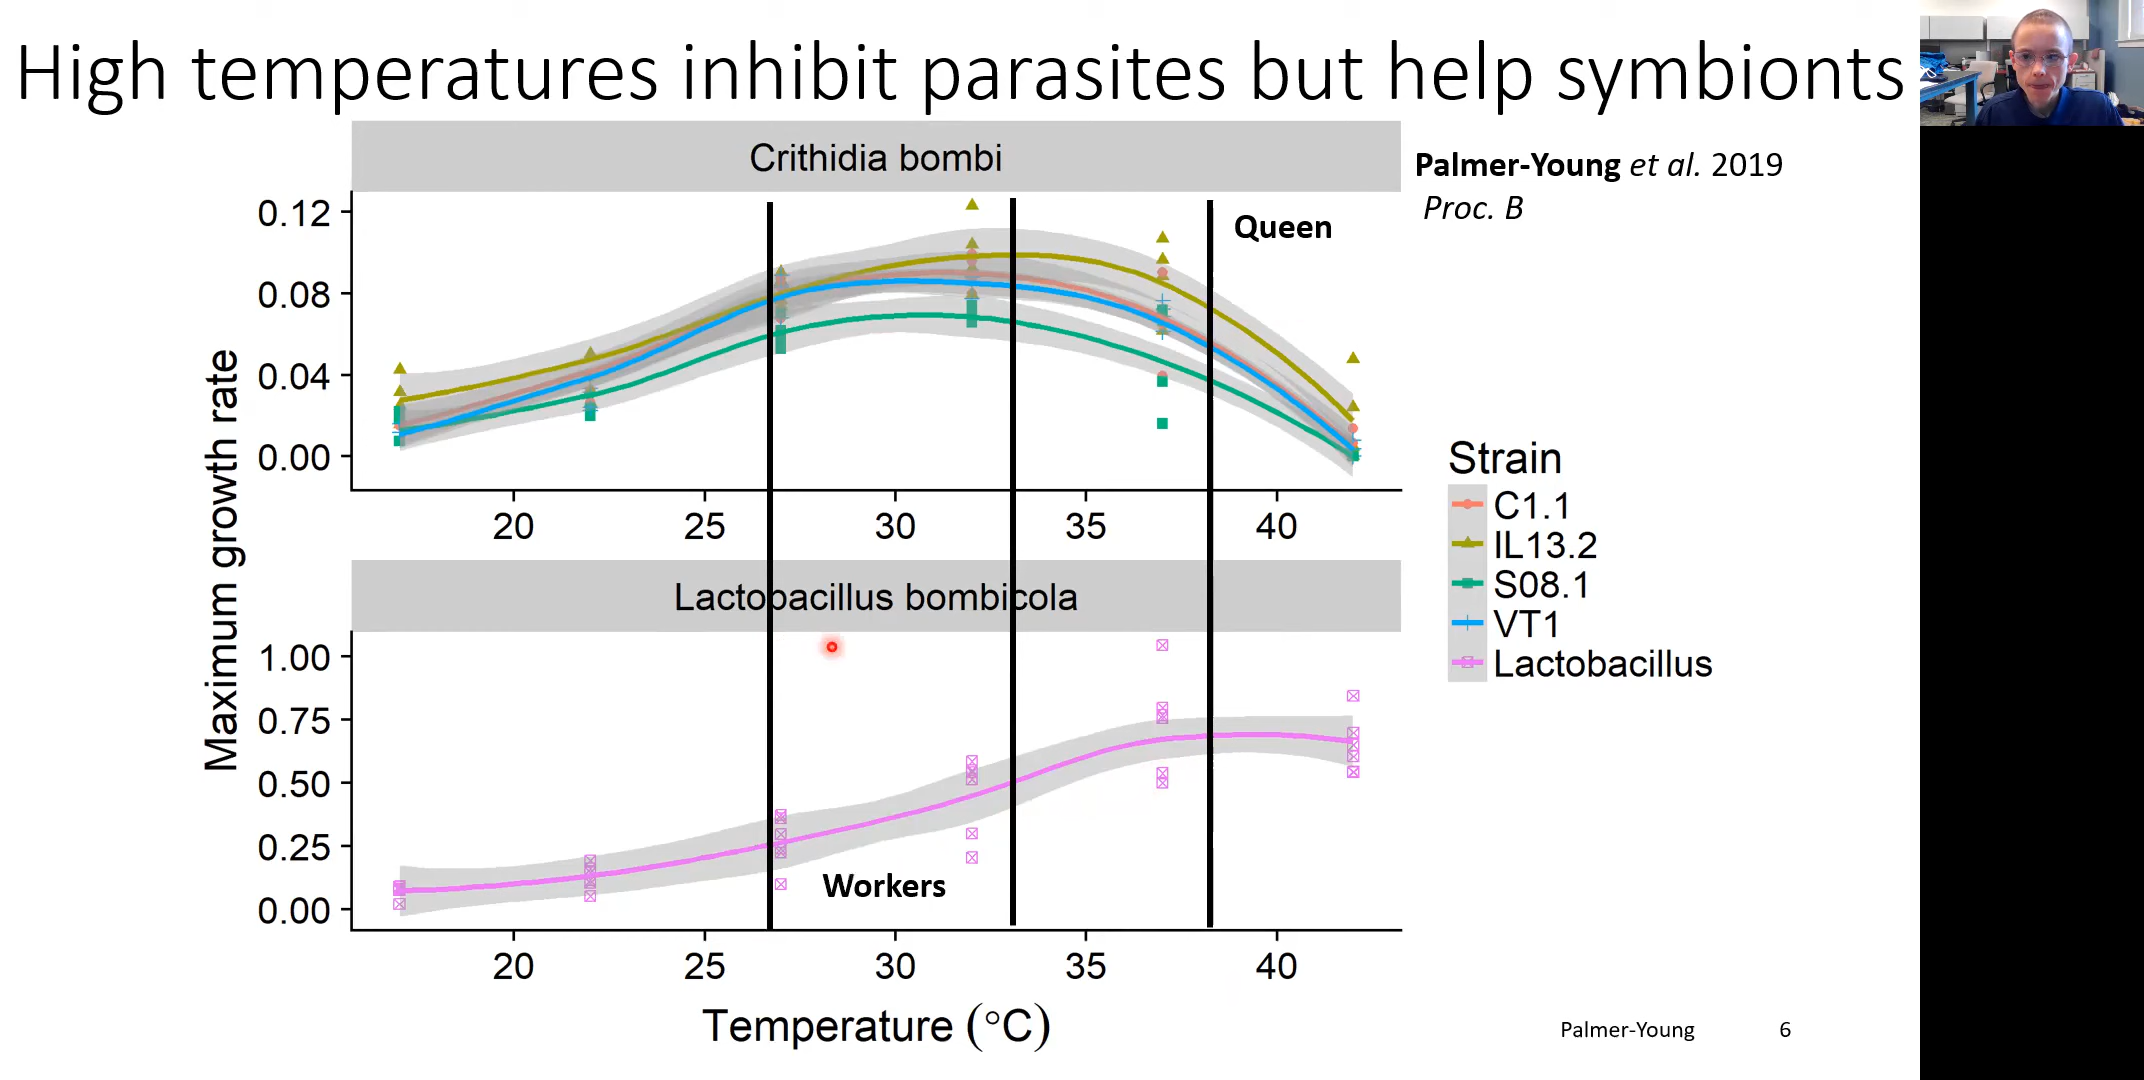 High temperatures inhibit parasites but help symbionts
Crithidia bombi
Palmer-Young et al. 2019
Proc. B
Queen
0.12
0.08
0.04
0.00
20 25 30 35 40
Maximum growth rate
Strain
C1.1
IL13.2
S08.1
VT1
Lactobacillus
Lactobacillus bombicola
1.00
0.75
0.50
0.25
0.00
Workers
20 25 30 35 40
Temperature (°C)
Palmer-Young 6